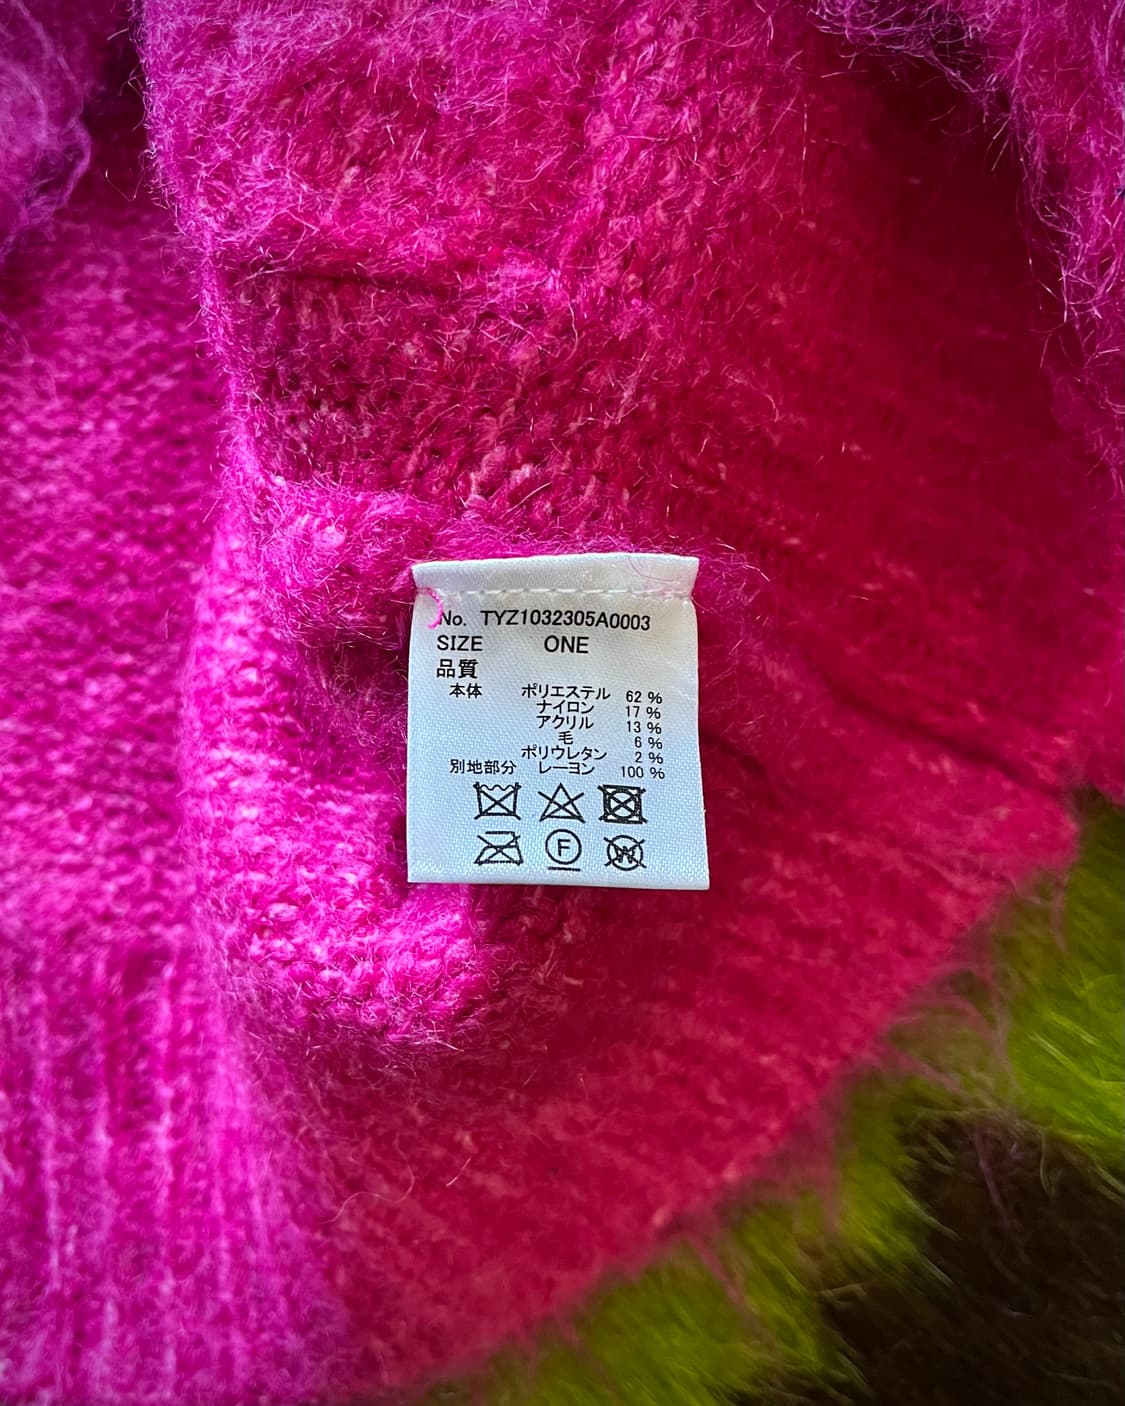 No. TYZ1032305A0003
SIZE ONE
品質
本体 ポリエステル 62 %
ナイロン 17 %
アクリル 13 %
毛 6 %
ポリウレタン 2 %
別地部分 レーヨン 100 %
F
W